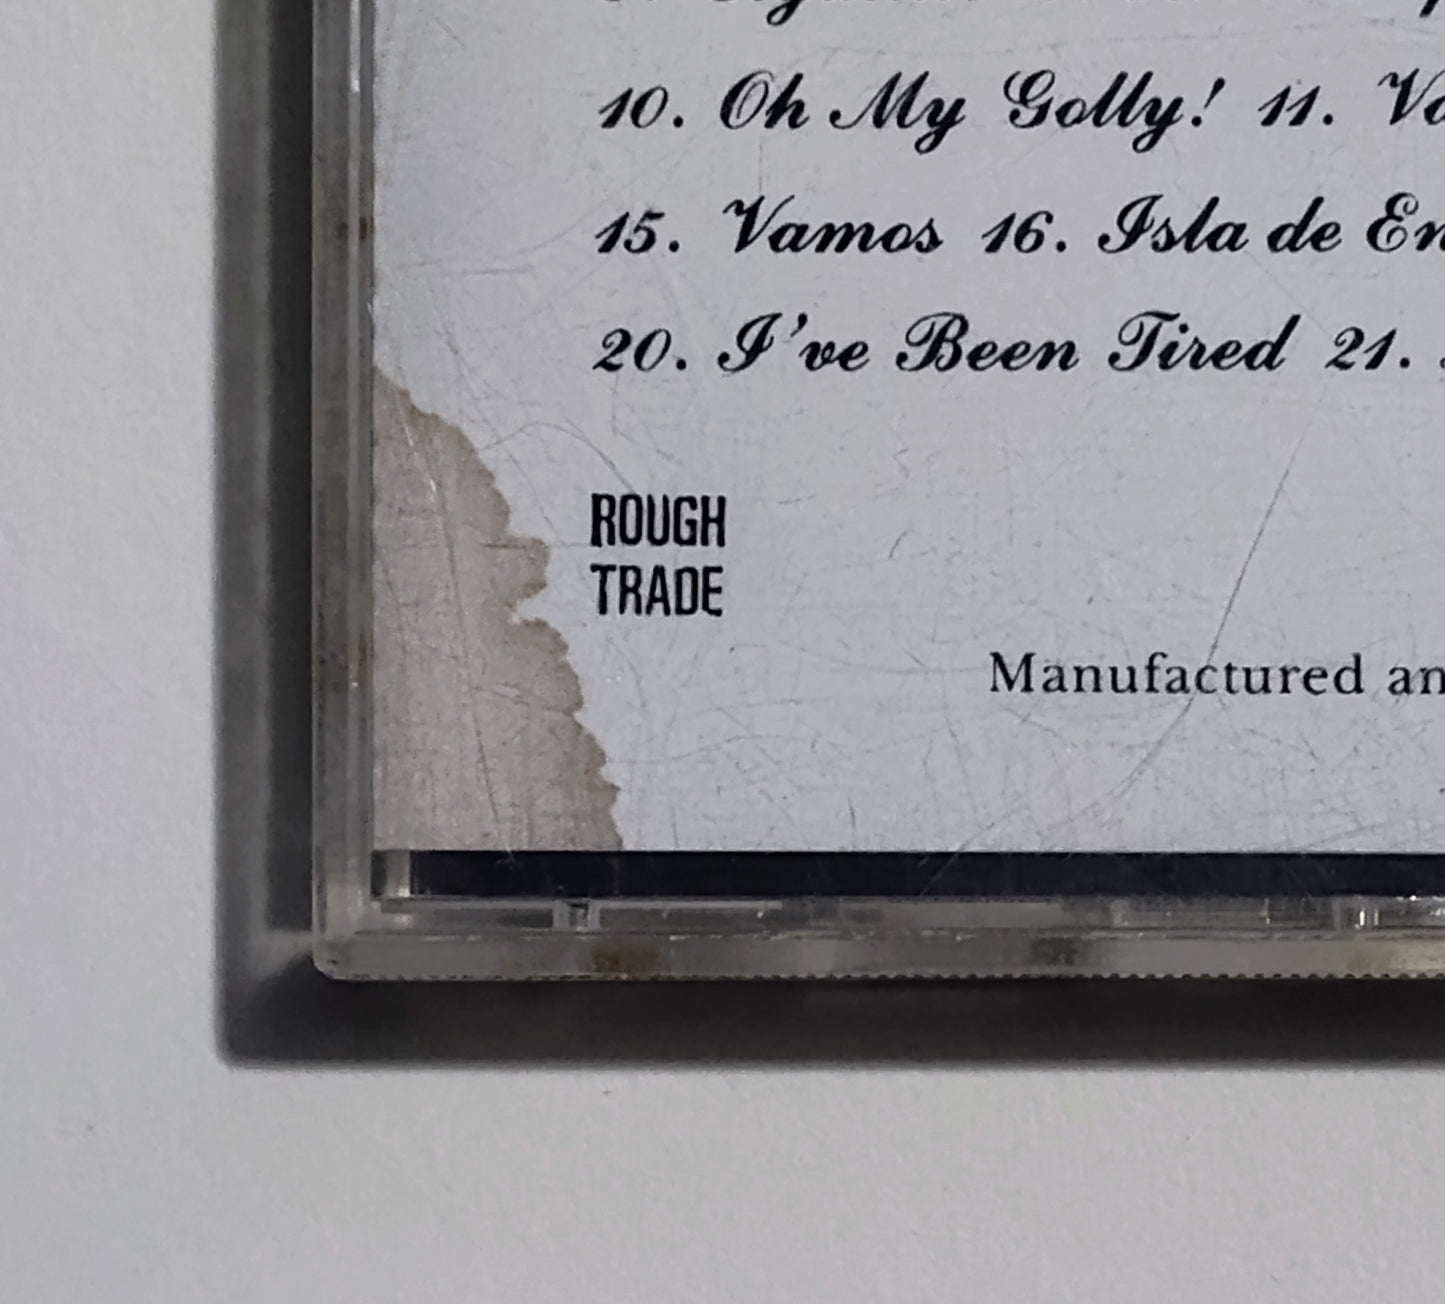 10. Oh My Golly! 11.
15. Vamos 16. Isla de
20. I've Been Tired 21.
ROUGH
TRADE
Manufactured